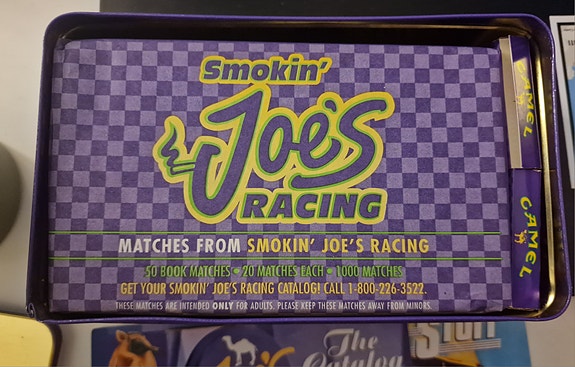 Smokin'
Joe's
RACING
MATCHES FROM SMOKIN' JOE'S RACING
50 BOOK MATCHES • 20 MATCHES EACH • 1000 MATCHES
GET YOUR SMOKIN' JOE'S RACING CATALOG! CALL 1-800-226-3522.
THESE MATCHES ARE INTENDED ONLY FOR ADULTS. PLEASE KEEP THESE MATCHES AWAY FROM MINORS.
CAMEL
CAMEL
The
Catalog
STUFF